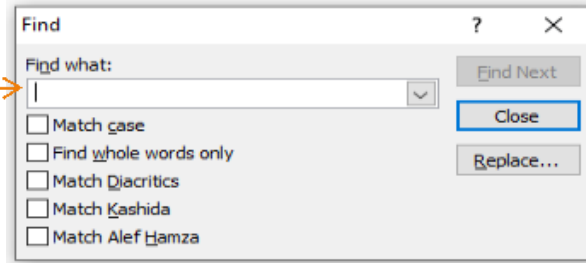 Find ?
Find what:
Find Next
Close
Match case
Find whole words only
Replace...
Match Diacritics
Match Kashida
Match Alef Hamza